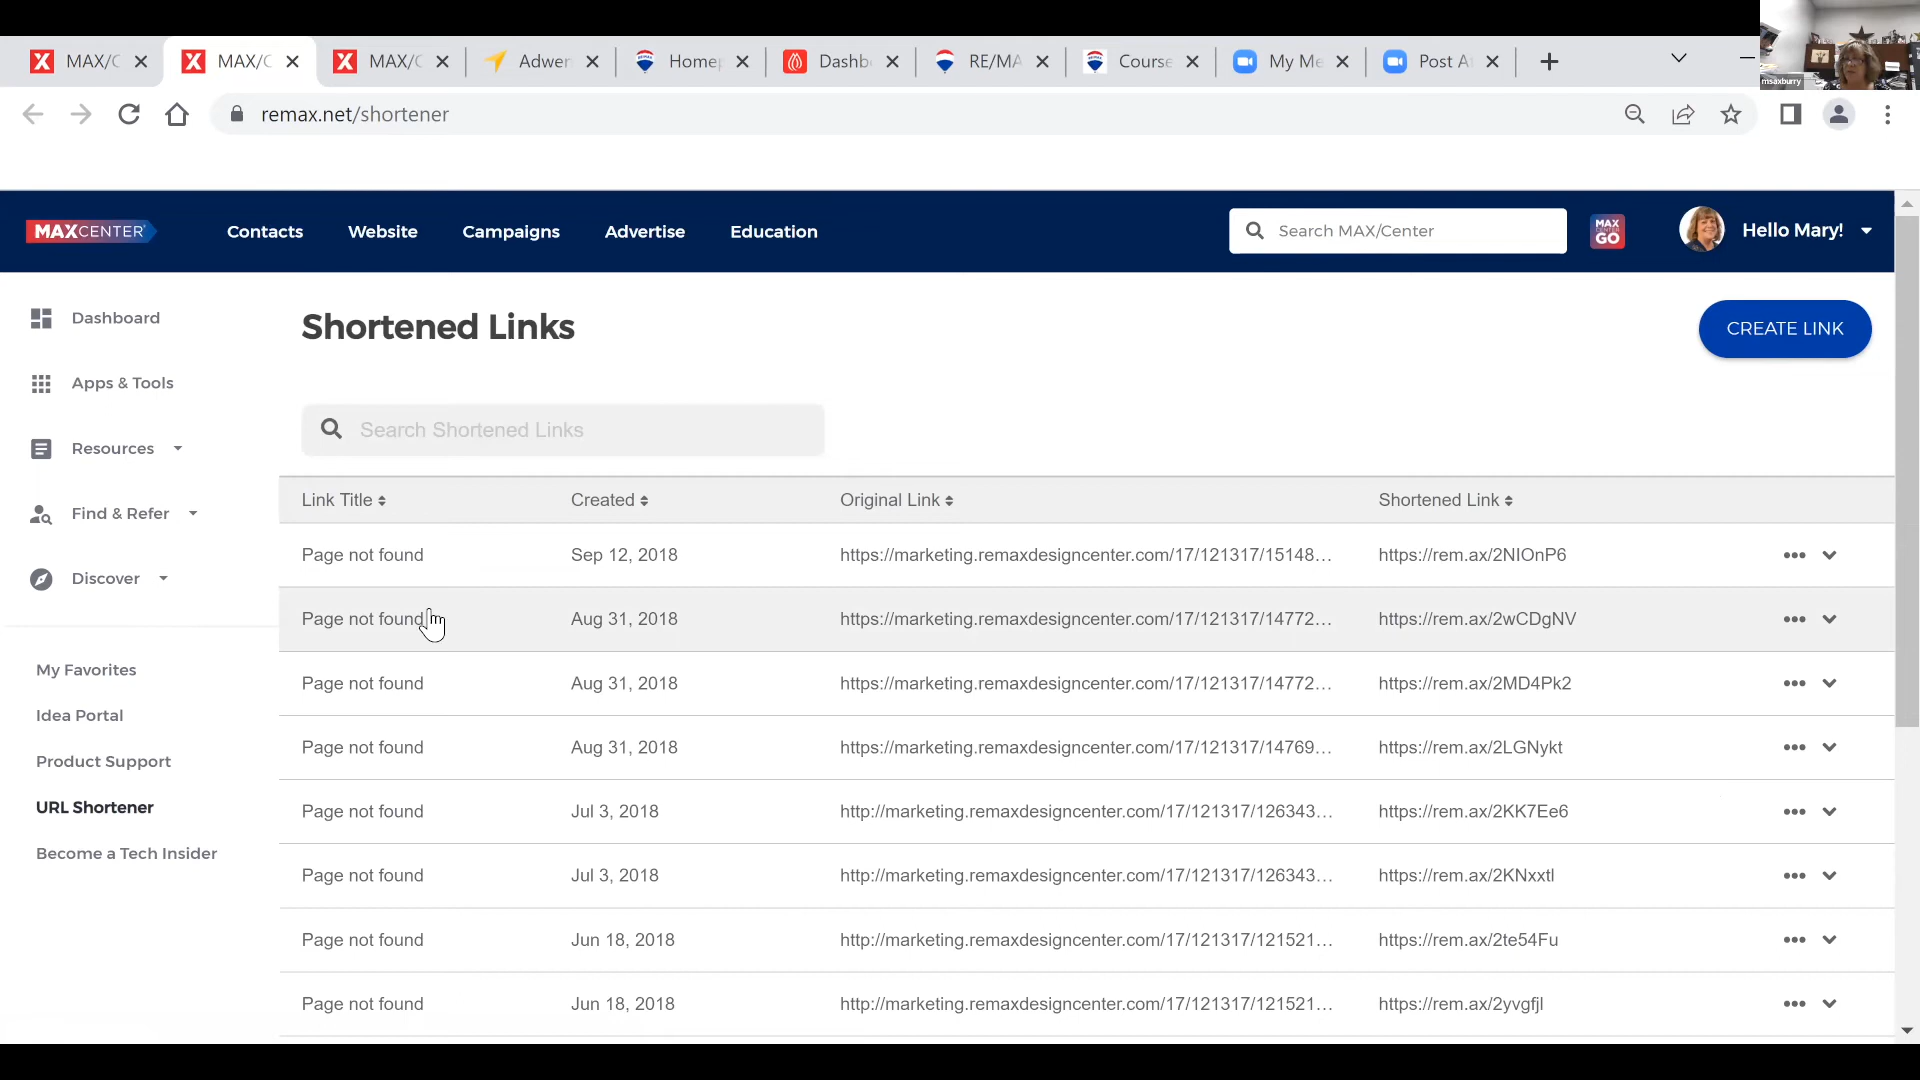 MAX/C
MAX/C
MAX/C
Adwer
Home
Dashb
RE/MA
Course
My Me
Post A
msaxburry
remax.net/shortener
MAXCENTER
Contacts
Website
Campaigns
Advertise
Education
Search MAX/Center
MAX CENTER GO
Hello Mary!
Dashboard
Apps & Tools
Resources
Find & Refer
Discover
My Favorites
Idea Portal
Product Support
URL Shortener
Become a Tech Insider
Shortened Links
CREATE LINK
Search Shortened Links
Link Title Created Original Link Shortened Link
Page not found Sep 12, 2018 https://marketing.remaxdesigncenter.com/17/121317/15148... https://rem.ax/2NIOnP6
Page not found Aug 31, 2018 https://marketing.remaxdesigncenter.com/17/121317/14772... https://rem.ax/2wCDgNV
Page not found Aug 31, 2018 https://marketing.remaxdesigncenter.com/17/121317/14772... https://rem.ax/2MD4Pk2
Page not found Aug 31, 2018 https://marketing.remaxdesigncenter.com/17/121317/14769... https://rem.ax/2LGNykt
Page not found Jul 3, 2018 http://marketing.remaxdesigncenter.com/17/121317/126343... https://rem.ax/2KK7Ee6
Page not found Jul 3, 2018 http://marketing.remaxdesigncenter.com/17/121317/126343... https://rem.ax/2KNxxtl
Page not found Jun 18, 2018 http://marketing.remaxdesigncenter.com/17/121317/121521... https://rem.ax/2te54Fu
Page not found Jun 18, 2018 http://marketing.remaxdesigncenter.com/17/121317/121521... https://rem.ax/2yvgfjl